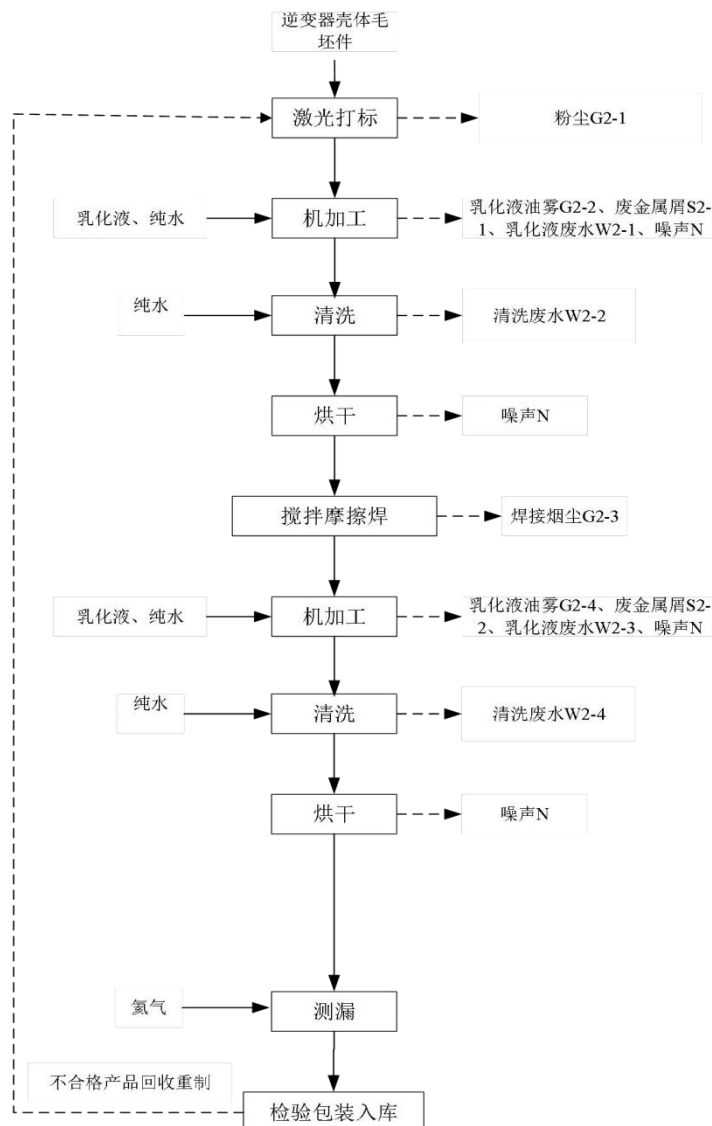 逆变器壳体毛
坯件
激光打标
粉尘G2-1
乳化液、纯水
机加工
乳化液油雾G2-2、废金属屑S2-
1、乳化液废水W2-1、噪声N
纯水
清洗
清洗废水W2-2
烘干
噪声N
搅拌摩擦焊
焊接烟尘G2-3
乳化液、纯水
机加工
乳化液油雾G2-4、废金属屑S2-
2、乳化液废水W2-3、噪声N
纯水
清洗
清洗废水W2-4
烘干
噪声N
氦气
测漏
不合格产品回收重制
检验包装入库